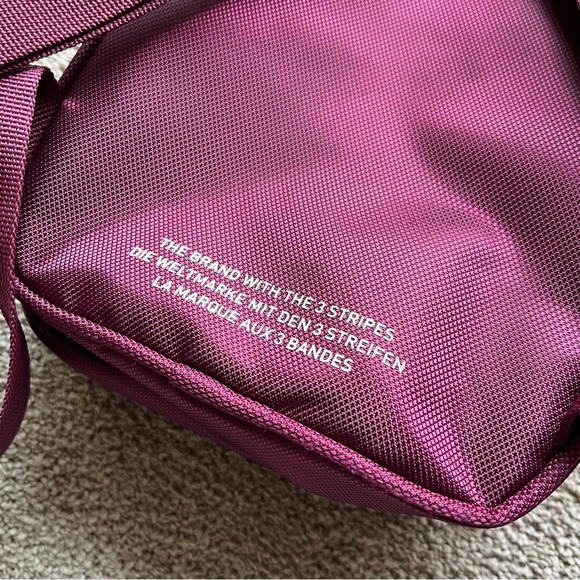 THE BRAND WITH THE 3 STRIPES
DIE WELTMARKE MIT DEN 3 STREIFEN
LA MARQUE AUX 3 BANDES